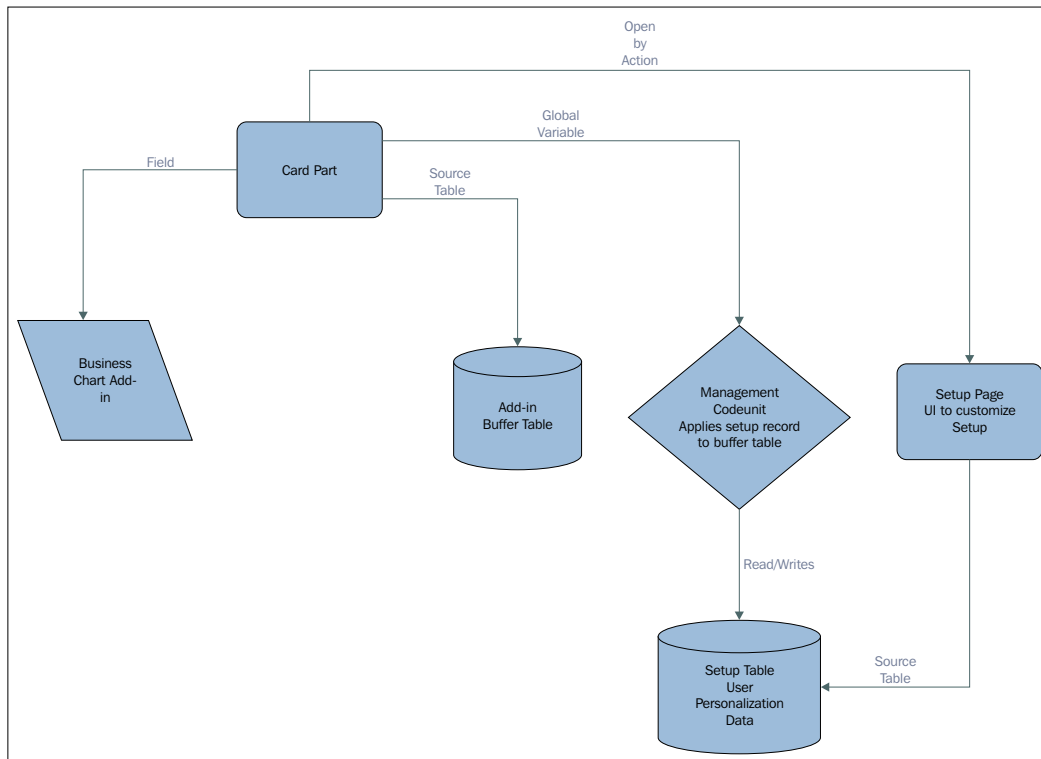 Open
by
Action
Global
Variable
Card Part
Field
Source
Table
Business
Chart Add-
in
Add-in
Buffer Table
Management
Codeunit
Applies setup record
to buffer table
Setup Page
UI to customize
Setup
Read/Writes
Setup Table
User
Personalization
Data
Source
Table